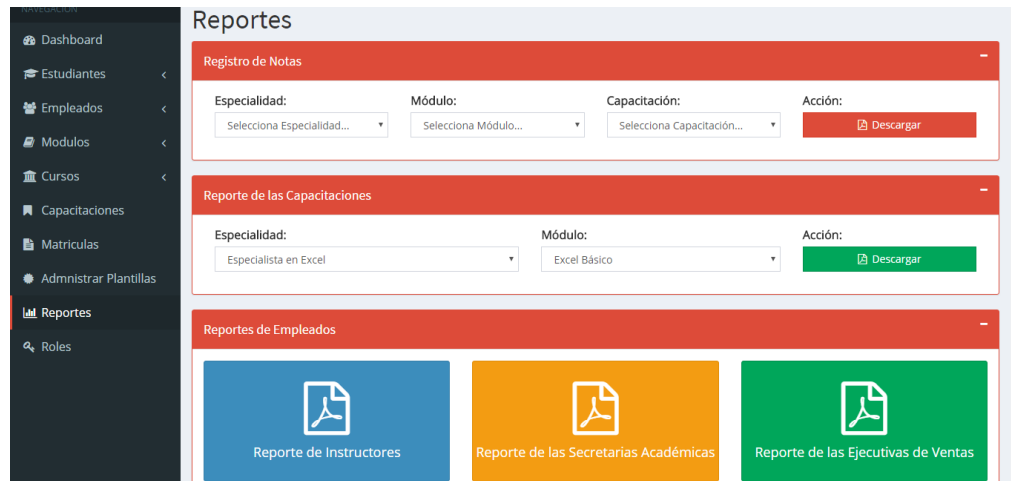 NAVEGACIÓN
Dashboard
Estudiantes
Empleados
Modulos
Cursos
Capacitaciones
Matriculas
Admnistrar Plantillas
Reportes
Roles
Reportes
Registro de Notas
Especialidad:
Módulo:
Capacitación:
Acción:
Selecciona Especialidad...
Selecciona Módulo...
Selecciona Capacitación...
Descargar
Reporte de las Capacitaciones
Especialidad:
Módulo:
Acción:
Especialista en Excel
Excel Básico
Descargar
Reportes de Empleados
Reporte de Instructores
Reporte de las Secretarias Académicas
Reporte de las Ejecutivas de Ventas